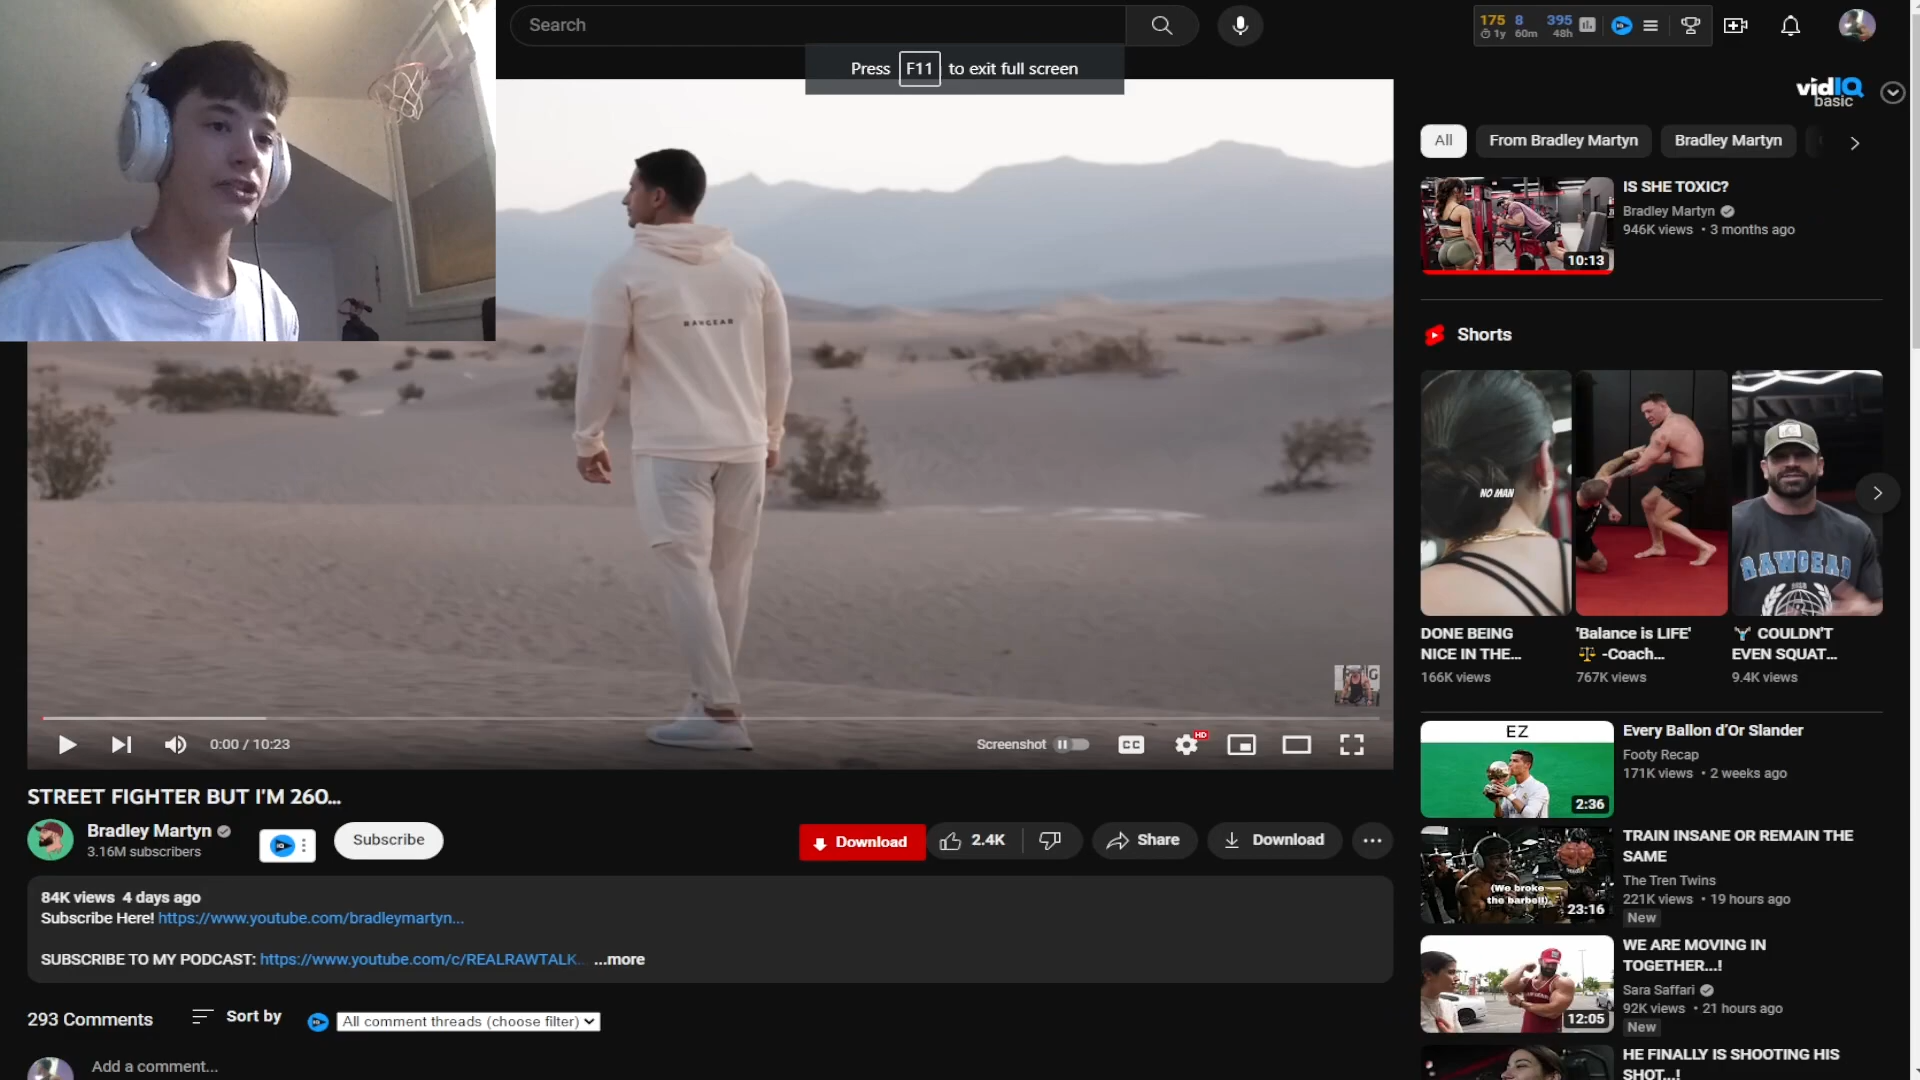 Search
175 8 395
1y 60m 48h
Press F11 to exit full screen
vidIQ
basic
All From Bradley Martyn Bradley Martyn
IS SHE TOXIC?
Bradley Martyn
946K views • 3 months ago
10:13
RAWGEAR
Shorts
NO MAN
RAWGEAR
DONE BEING
NICE IN THE...
166K views
'Balance is LIFE'
-Coach...
767K views
COULDN'T
EVEN SQUAT...
9.4K views
0:00 / 10:23
Screenshot
CC
HD
STREET FIGHTER BUT I'M 260...
Bradley Martyn
3.16M subscribers
Subscribe
Download
2.4K
Share
Download
84K views 4 days ago
Subscribe Here! https://www.youtube.com/bradleymartyn...
SUBSCRIBE TO MY PODCAST: https://www.youtube.com/c/REALRAWTALK... ...more
293 Comments
Sort by
All comment threads (choose filter)
Add a comment...
EZ
2:36
Every Ballon d'Or Slander
Footy Recap
171K views • 2 weeks ago
(We broke
the barbell)
23:16
TRAIN INSANE OR REMAIN THE
SAME
The Tren Twins
221K views • 19 hours ago
New
12:05
WE ARE MOVING IN
TOGETHER...!
Sara Saffari
92K views • 21 hours ago
New
HE FINALLY IS SHOOTING HIS
SHOT...!